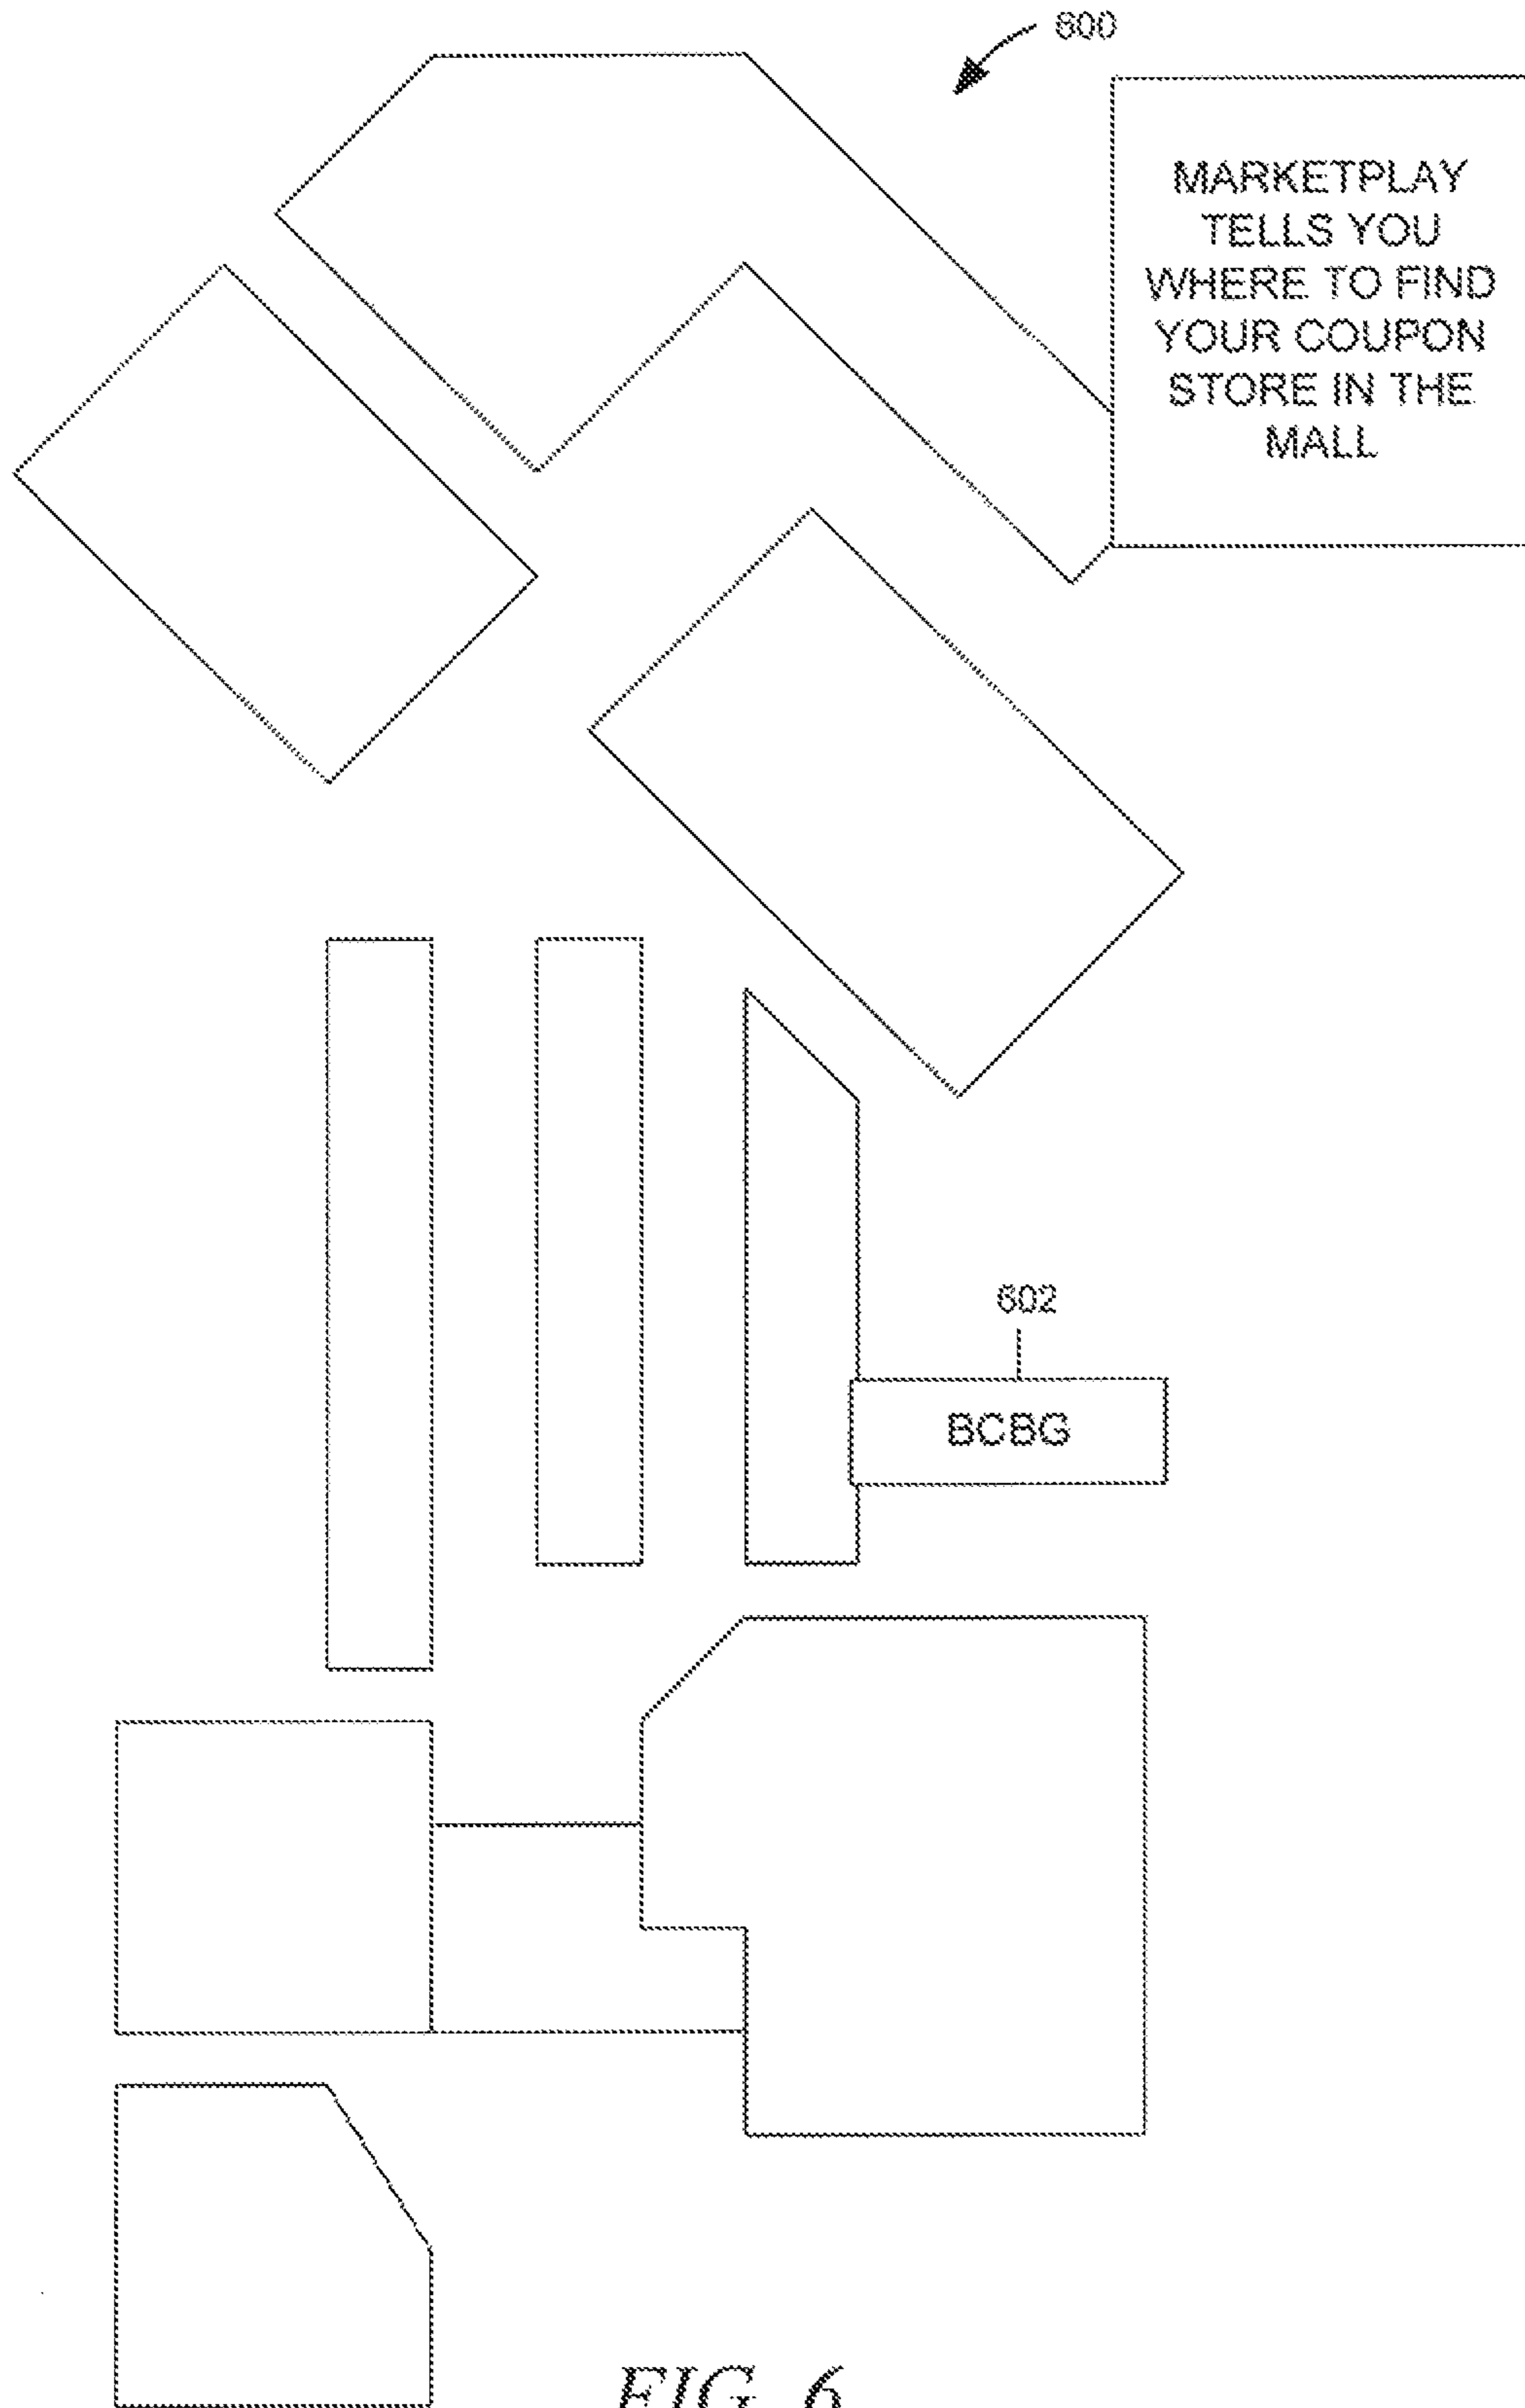 600
MARKETPLAY
TELLS YOU
WHERE TO FIND
YOUR COUPON
STORE IN THE
MALL
602
BCBG
FIG. 6